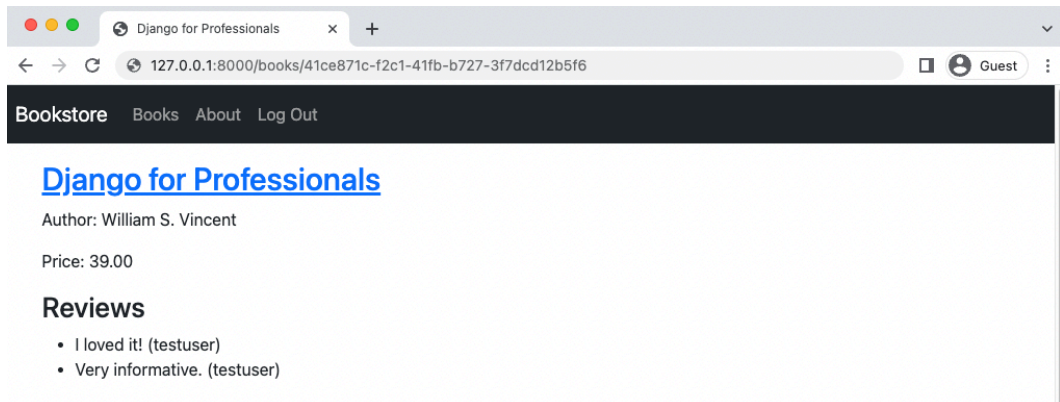 Django for Professionals
127.0.0.1:8000/books/41ce871c-f2c1-41fb-b727-3f7dcd12b5f6
Guest
Bookstore Books About Log Out
Django for Professionals
Author: William S. Vincent
Price: 39.00
Reviews
• I loved it! (testuser)
• Very informative. (testuser)